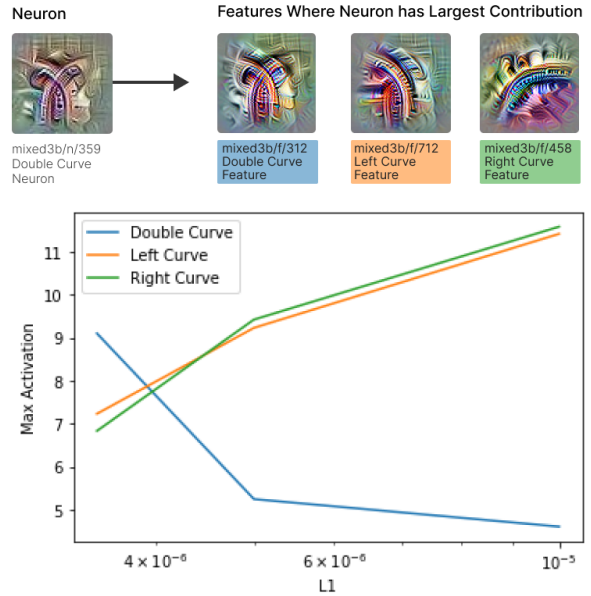 Neuron
Features Where Neuron has Largest Contribution
mixed3b/n/359
Double Curve
Neuron
mixed3b/f/312
Double Curve
Feature
mixed3b/f/712
Left Curve
Feature
mixed3b/f/458
Right Curve
Feature
Double Curve
Left Curve
Right Curve
11
10
9
8
7
6
5
Max Activation
4 × 10⁻⁶
6 × 10⁻⁶
10⁻⁵
L1